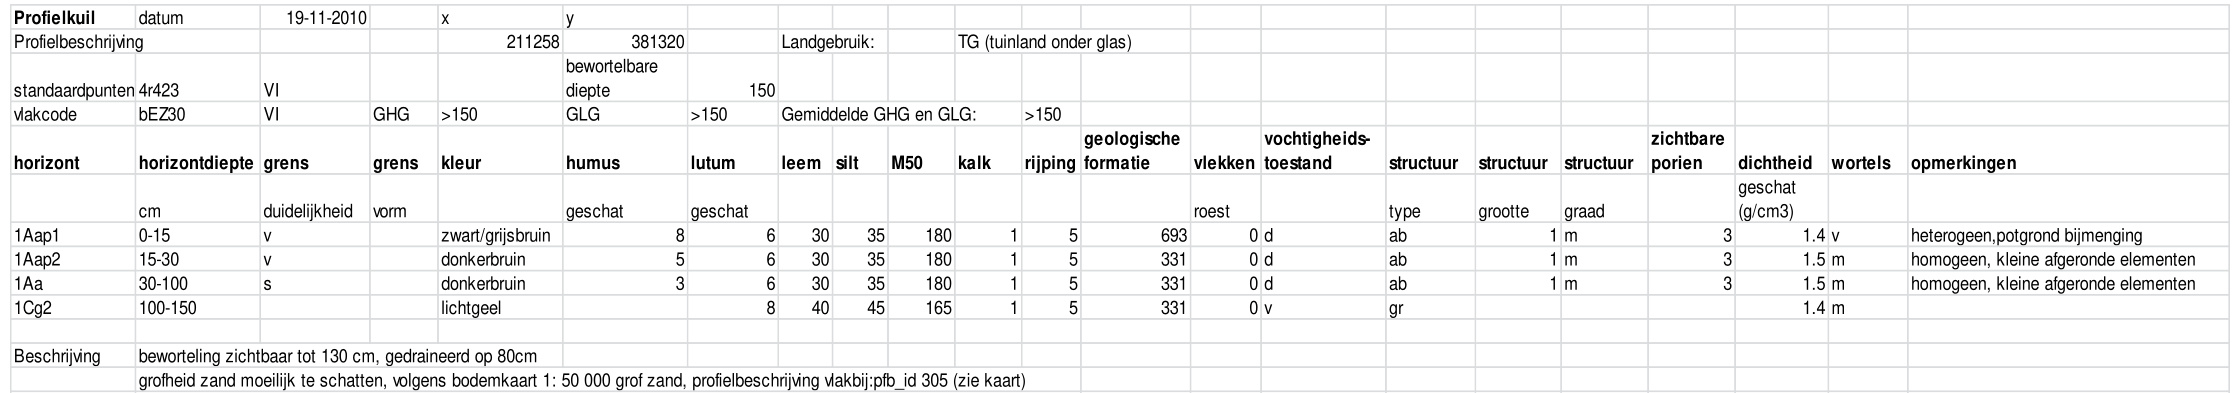 Profielkuil datum 19-11-2010 x y
Profielbeschrijving 211258 381320 Landgebruik: TG (tuinland onder glas)
bewortelbare
standaardpunten 4r423 VI diepte 150
vlakcode bEZ30 VI GHG >150 GLG >150 Gemiddelde GHG en GLG: >150
geologische vochtigheids- zichtbare
horizont horizontdiepte grens grens kleur humus lutum leem silt M50 kalk rijping formatie vlekken toestand structuur structuur structuur porien dichtheid wortels opmerkingen
geschat
cm duidelijkheid vorm geschat geschat roest type grootte graad (g/cm3)
1Aap1 0-15 v zwart/grijsbruin 8 6 30 35 180 1 5 693 0 d ab 1 m 3 1.4 v heterogeen,potgrond bijmenging
1Aap2 15-30 v donkerbruin 5 6 30 35 180 1 5 331 0 d ab 1 m 3 1.5 m homogeen, kleine afgeronde elementen
1Aa 30-100 s donkerbruin 3 6 30 35 180 1 5 331 0 d ab 1 m 3 1.5 m homogeen, kleine afgeronde elementen
1Cg2 100-150 lichtgeel 8 40 45 165 1 5 331 0 v gr 1.4 m
Beschrijving beworteling zichtbaar tot 130 cm, gedraineerd op 80cm
grofheid zand moeilijk te schatten, volgens bodemkaart 1: 50 000 grof zand, profielbeschrijving vlakbij:pfb_id 305 (zie kaart)